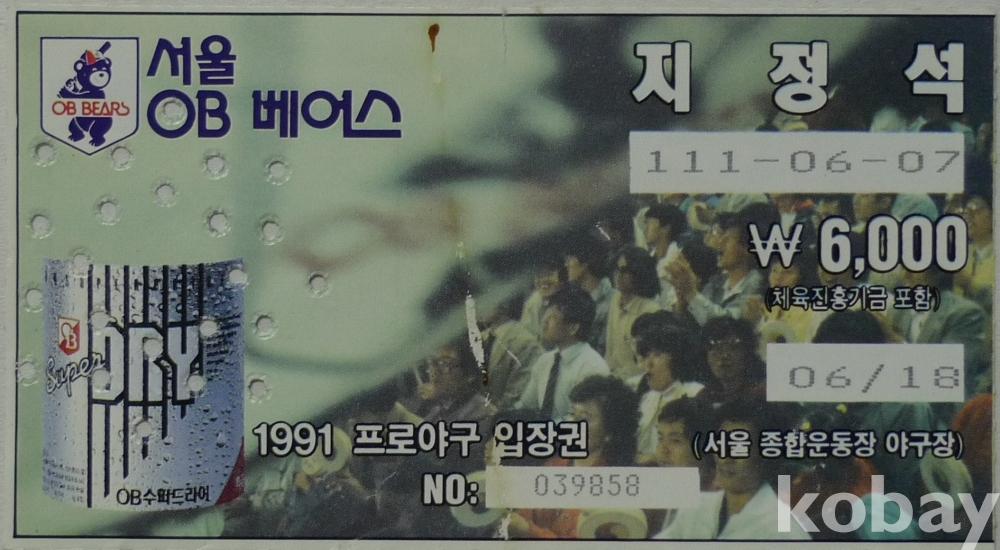 OB BEARS
서울
OB 베어스
지정석
111-06-07
₩ 6,000
(체육진흥기금 포함)
06/18
OB
Super
DRY
OB수퍼드라이
1991 프로야구 입장권
(서울 종합운동장 야구장)
NO: 039858
kobay